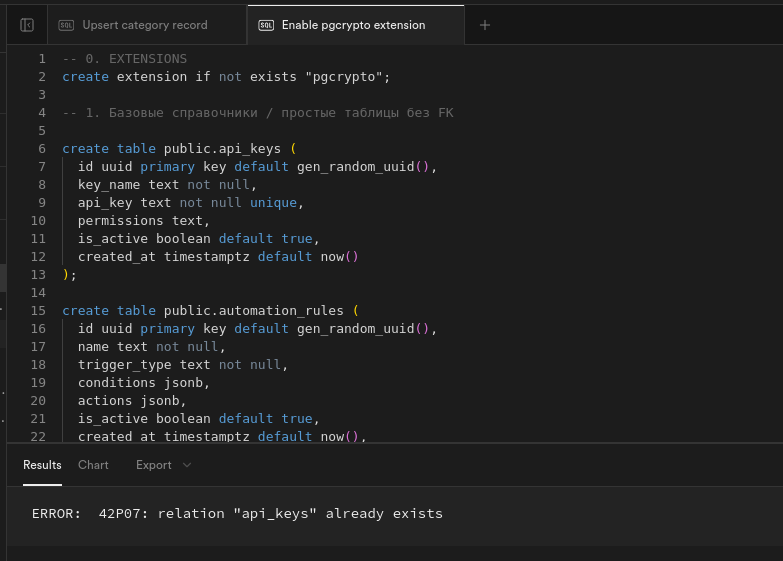 SQL Upsert category record SQL Enable pgcrypto extension +
1 -- 0. EXTENSIONS
2 create extension if not exists "pgcrypto";
3
4 -- 1. Базовые справочники / простые таблицы без FK
5
6 create table public.api_keys (
7 id uuid primary key default gen_random_uuid(),
8 key_name text not null,
9 api_key text not null unique,
10 permissions text,
11 is_active boolean default true,
12 created_at timestamptz default now()
13 );
14
15 create table public.automation_rules (
16 id uuid primary key default gen_random_uuid(),
17 name text not null,
18 trigger_type text not null,
19 conditions jsonb,
20 actions jsonb,
21 is_active boolean default true,
22 created_at timestamptz default now(),
Results Chart Export
ERROR: 42P07: relation "api_keys" already exists